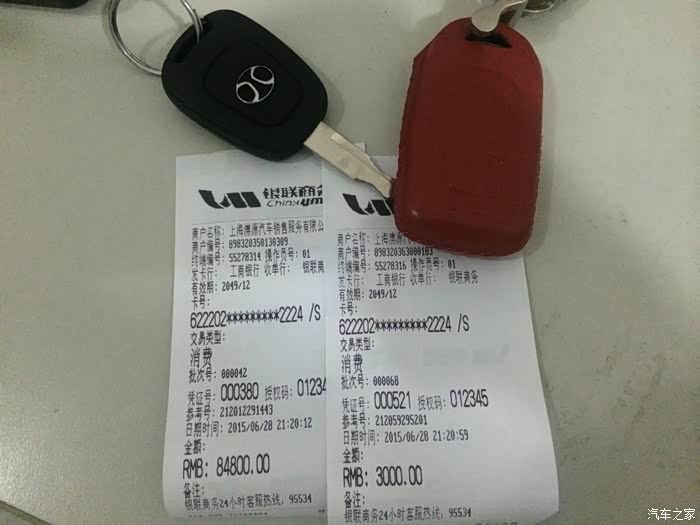 银联商务
China UM
商户名称: 上海博源汽车销售服务有限公
商户编号: 898320350130309
终端编号: 55278314 操作员号: 01
发卡行: 工商银行 收单行: 银联商
有效期: 2049/12
卡号:
622202*********2224 /S
交易类型:
消费
批次号: 000042
凭证号: 000380 授权码: 01234
参考号: 212012291443
日期时间: 2015/06/28 21:20:12
金额:
RMB: 84800.00
备注:
银联商务24小时客服热线: 95534
银联商
China
商户名称: 上海博源汽
商户编号: 898320363000183
终端编号: 55278316 操作员号: 01
发卡行: 工商银行 收单行: 银联商务
有效期: 2049/12
卡号:
622202*********2224 /S
交易类型:
消费
批次号: 000068
凭证号: 000521 授权码: 012345
参考号: 212059295201
日期时间: 2015/06/28 21:20:59
金额:
RMB: 3000.00
备注:
银联商务24小时客服热线: 95534
汽车之家